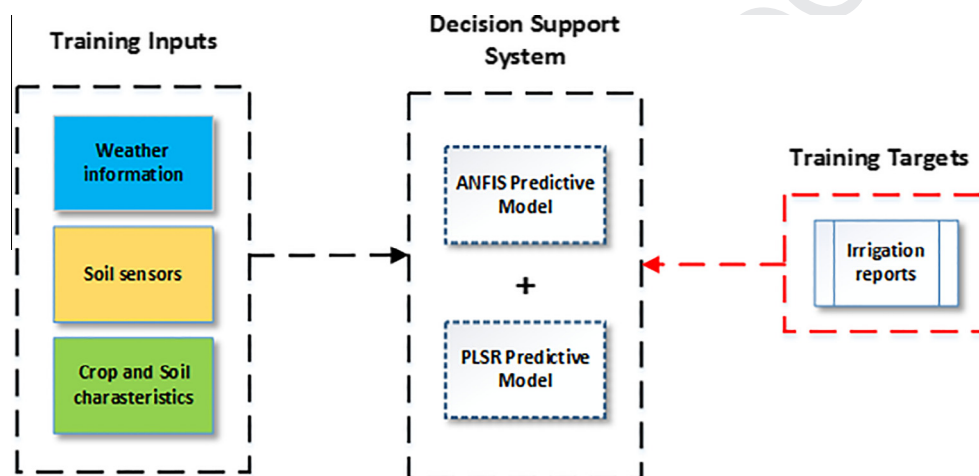 Training Inputs
Weather
information
Soil sensors
Crop and Soil
charasteristics
Decision Support
System
ANFIS Predictive
Model
+
PLSR Predictive
Model
Training Targets
Irrigation
reports